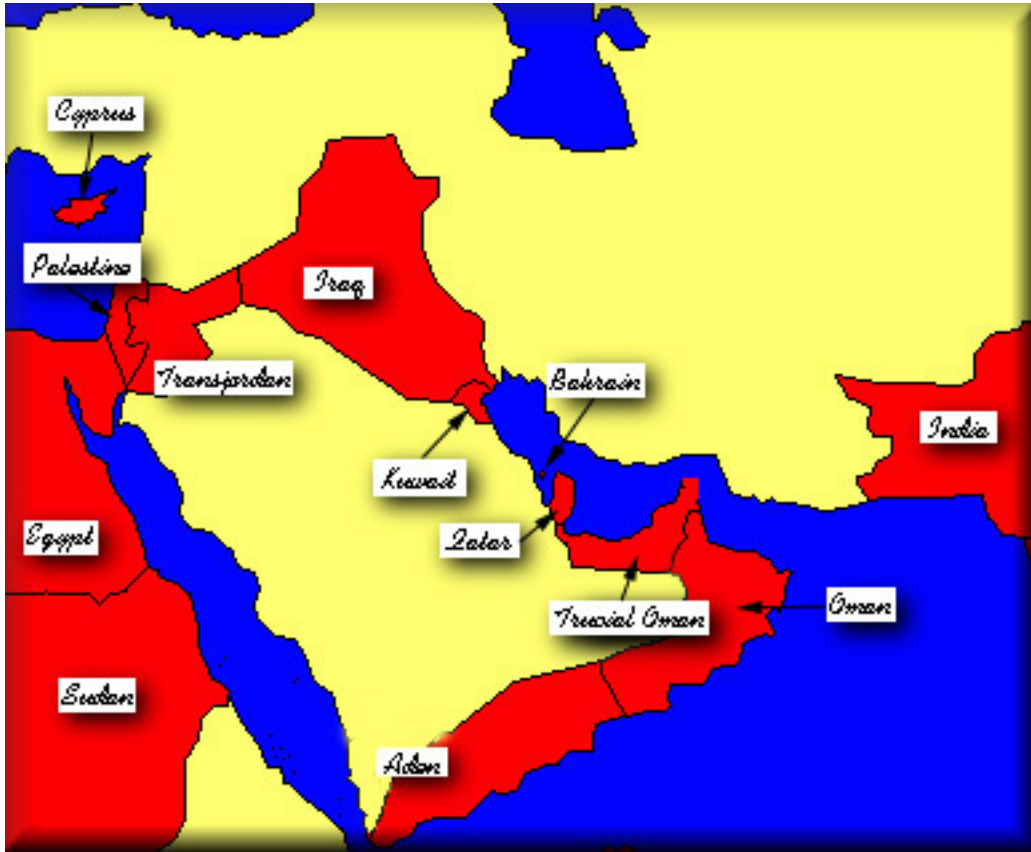 Cyprus
Palestine
Iraq
Transjordan
Bahrain
India
Kuwait
Egypt
Qatar
Trucial Oman
Oman
Sudan
Aden